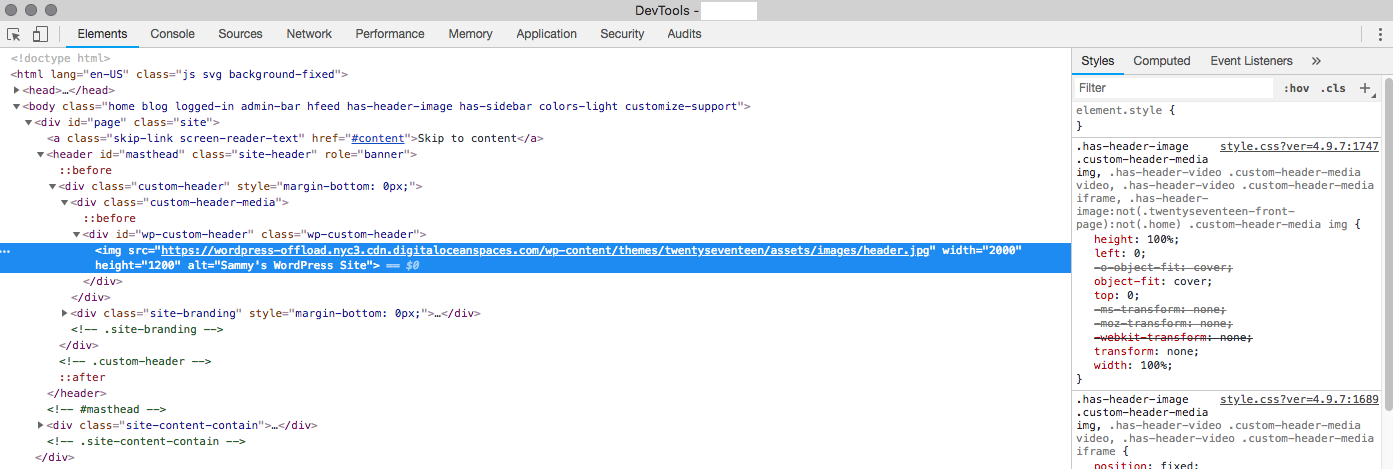 DevTools -
Elements Console Sources Network Performance Memory Application Security Audits
<!doctype html>
<html lang="en-US" class="js svg background-fixed">
<head>…</head>
<body class="home blog logged-in admin-bar hfeed has-header-image has-sidebar colors-light customize-support">
<div id="page" class="site">
<a class="skip-link screen-reader-text" href="#content">Skip to content</a>
<header id="masthead" class="site-header" role="banner">
::before
<div class="custom-header" style="margin-bottom: 0px;">
<div class="custom-header-media">
::before
<div id="wp-custom-header" class="wp-custom-header">
… <img src="https://wordpress-offload.nyc3.cdn.digitaloceanspaces.com/wp-content/themes/twentyseventeen/assets/images/header.jpg" width="2000"
height="1200" alt="Sammy's WordPress Site"> == $0
</div>
</div>
<div class="site-branding" style="margin-bottom: 0px;">…</div>
<!-- .site-branding -->
</div>
<!-- .custom-header -->
::after
</header>
<!-- #masthead -->
<div class="site-content-contain">…</div>
<!-- .site-content-contain -->
</div>
Styles Computed Event Listeners »
Filter :hov .cls +
element.style {
}
.has-header-image style.css?ver=4.9.7:1747
.custom-header-media
img, .has-header-video .custom-header-media
video, .has-header-video .custom-header-media
iframe, .has-header-
image:not(.twentyseventeen-front-
page):not(.home) .custom-header-media img {
height: 100%;
left: 0;
-o-object-fit: cover;
object-fit: cover;
top: 0;
-ms-transform: none;
-moz-transform: none;
-webkit-transform: none;
transform: none;
width: 100%;
}
.has-header-image style.css?ver=4.9.7:1689
.custom-header-media
img, .has-header-video .custom-header-media
video, .has-header-video .custom-header-media
iframe {
position: fixed;